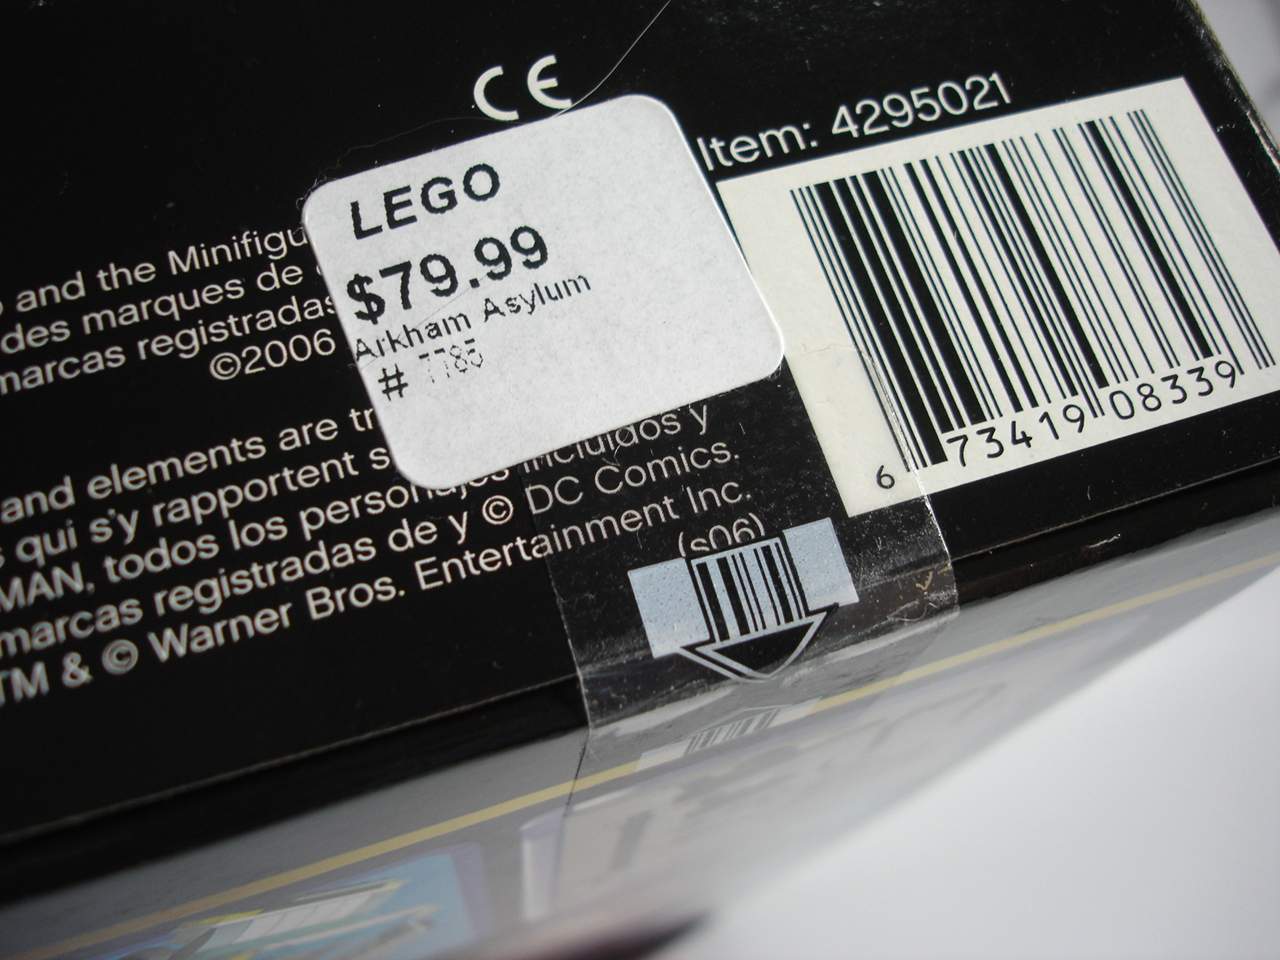 CE
Item: 4295021
LEGO
$79.99
Arkham Asylum
# 7785
and the Minifigu
des marques de
marcas registradas
©2006
and elements are tr
qui s'y rapportent s
MAN, todos los personajes incluidos y
marcas registradas de y © DC Comics.
TM & © Warner Bros. Entertainment Inc.
(s06)
6 73419 08339